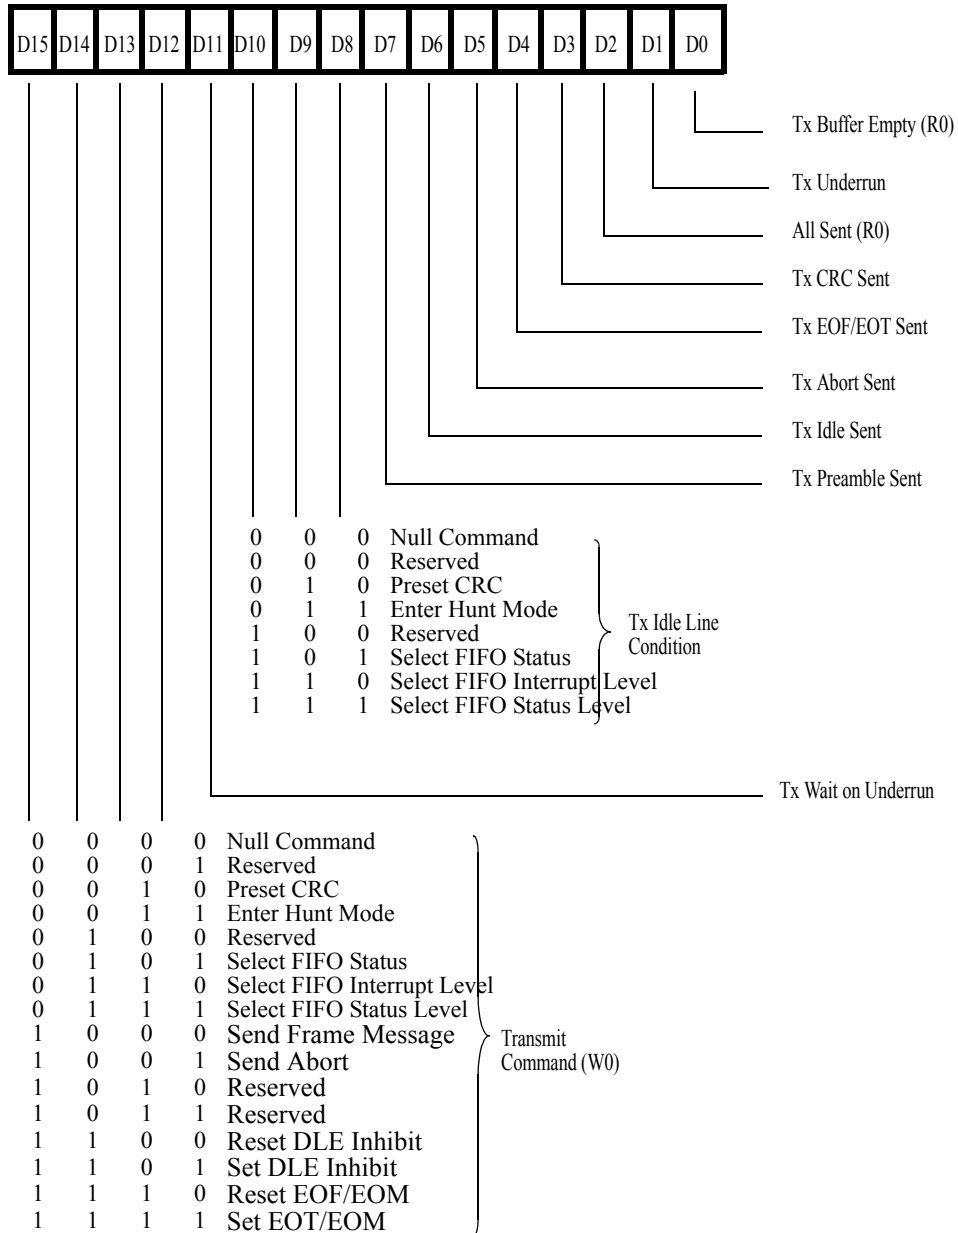 D15 D14 D13 D12 D11 D10 D9 D8 D7 D6 D5 D4 D3 D2 D1 D0
Tx Buffer Empty (R0)
Tx Underrun
All Sent (R0)
Tx CRC Sent
Tx EOF/EOT Sent
Tx Abort Sent
Tx Idle Sent
Tx Preamble Sent
0 0 0 Null Command
0 0 0 Reserved
0 1 0 Preset CRC
0 1 1 Enter Hunt Mode
1 0 0 Reserved
1 0 1 Select FIFO Status
1 1 0 Select FIFO Interrupt Level
1 1 1 Select FIFO Status Level
Tx Idle Line
Condition
Tx Wait on Underrun
0 0 0 0 Null Command
0 0 0 1 Reserved
0 0 1 0 Preset CRC
0 0 1 1 Enter Hunt Mode
0 1 0 0 Reserved
0 1 0 1 Select FIFO Status
0 1 1 0 Select FIFO Interrupt Level
0 1 1 1 Select FIFO Status Level
1 0 0 0 Send Frame Message
1 0 0 1 Send Abort
1 0 1 0 Reserved
1 0 1 1 Reserved
1 1 0 0 Reset DLE Inhibit
1 1 0 1 Set DLE Inhibit
1 1 1 0 Reset EOF/EOM
1 1 1 1 Set EOT/EOM
Transmit
Command (W0)